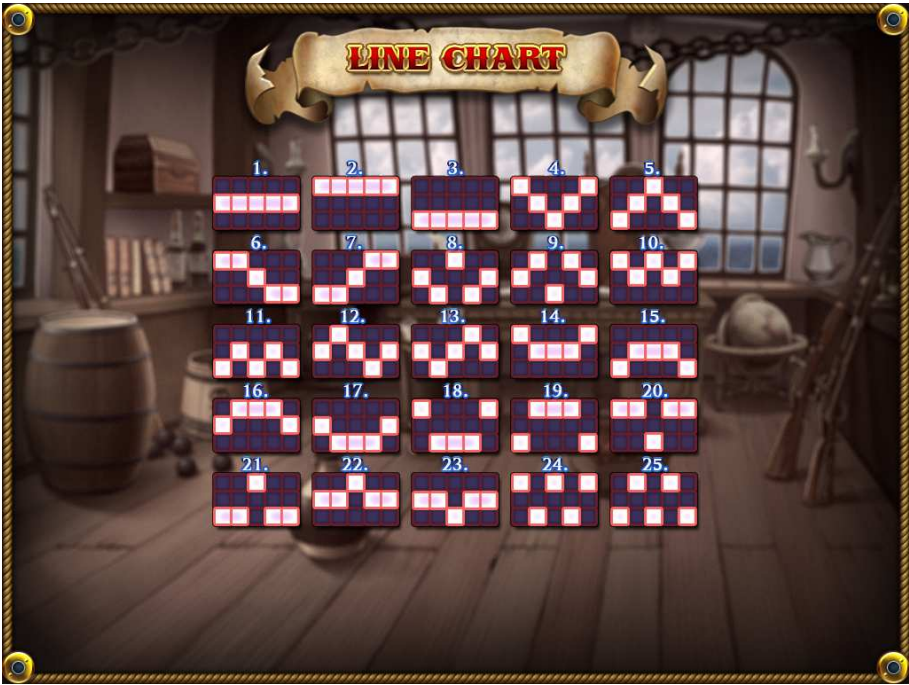 LINE CHART
1. 2. 3. 4. 5.
6. 7. 8. 9. 10.
11. 12. 13. 14. 15.
16. 17. 18. 19. 20.
21. 22. 23. 24. 25.